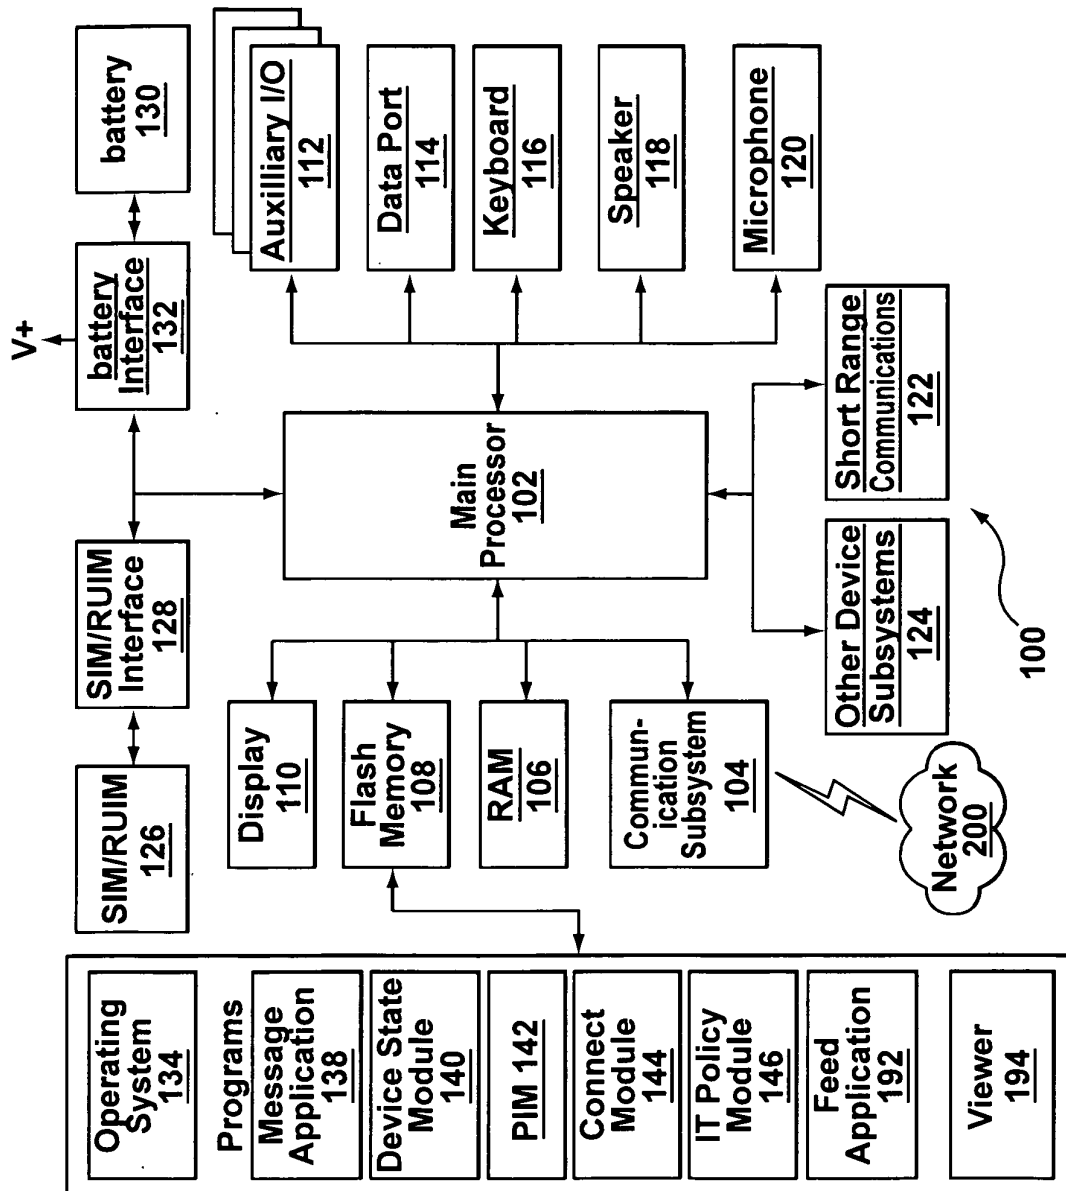 Operating
System
134
Programs
Message
Application
138
Device State
Module
140
PIM 142
Connect
Module
144
IT Policy
Module
146
Feed
Application
192
Viewer
194
SIM/RUIM
126
SIM/RUIM
Interface
128
battery
Interface
132
V+
battery
130
Display
110
Flash
Memory
108
RAM
106
Commun-
ication
Subsystem
104
Network
200
Main
Processor
102
Auxilliary I/O
112
Data Port
114
Keyboard
116
Speaker
118
Microphone
120
Other Device
Subsystems
124
Short Range
Communications
122
100